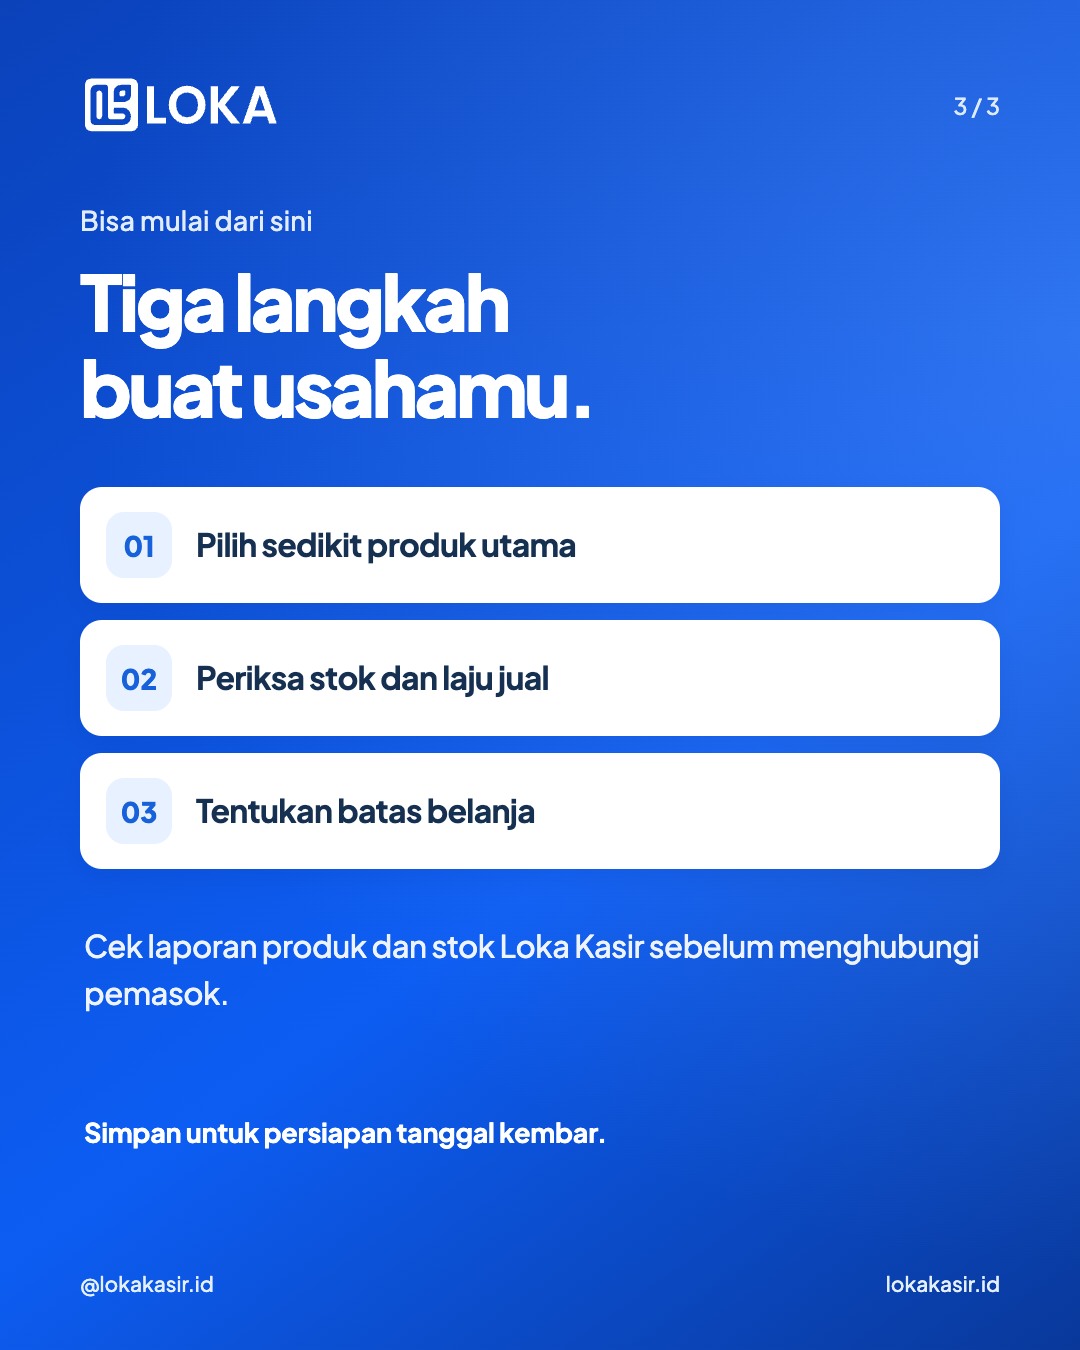 LOKA
3 / 3
Bisa mulai dari sini
Tiga langkah
buat usahamu.
01 Pilih sedikit produk utama
02 Periksa stok dan laju jual
03 Tentukan batas belanja
Cek laporan produk dan stok Loka Kasir sebelum menghubungi
pemasok.
Simpan untuk persiapan tanggal kembar.
@lokakasir.id
lokakasir.id